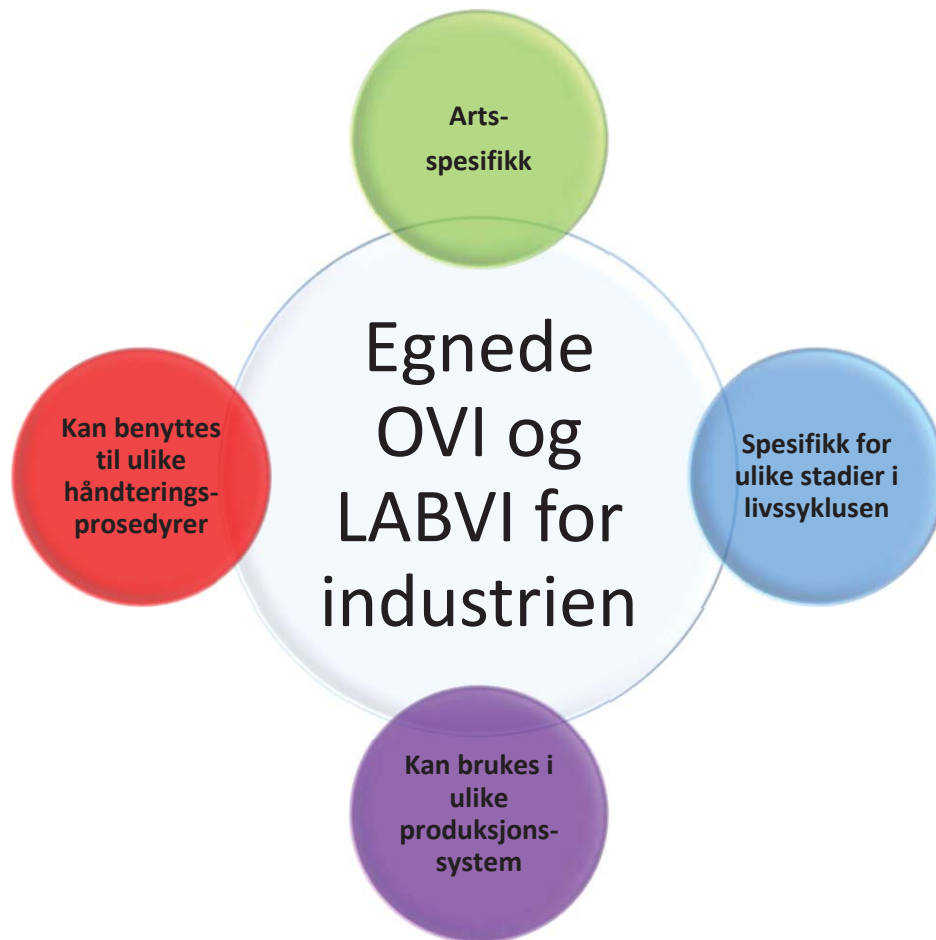 Arts-
spesifikk
Egnede
OVI og
LABVI for
industrien
Kan benyttes
til ulike
håndterings-
prosedyrer
Spesifikk for
ulike stadier i
livssyklusen
Kan brukes i
ulike
produksjons-
system